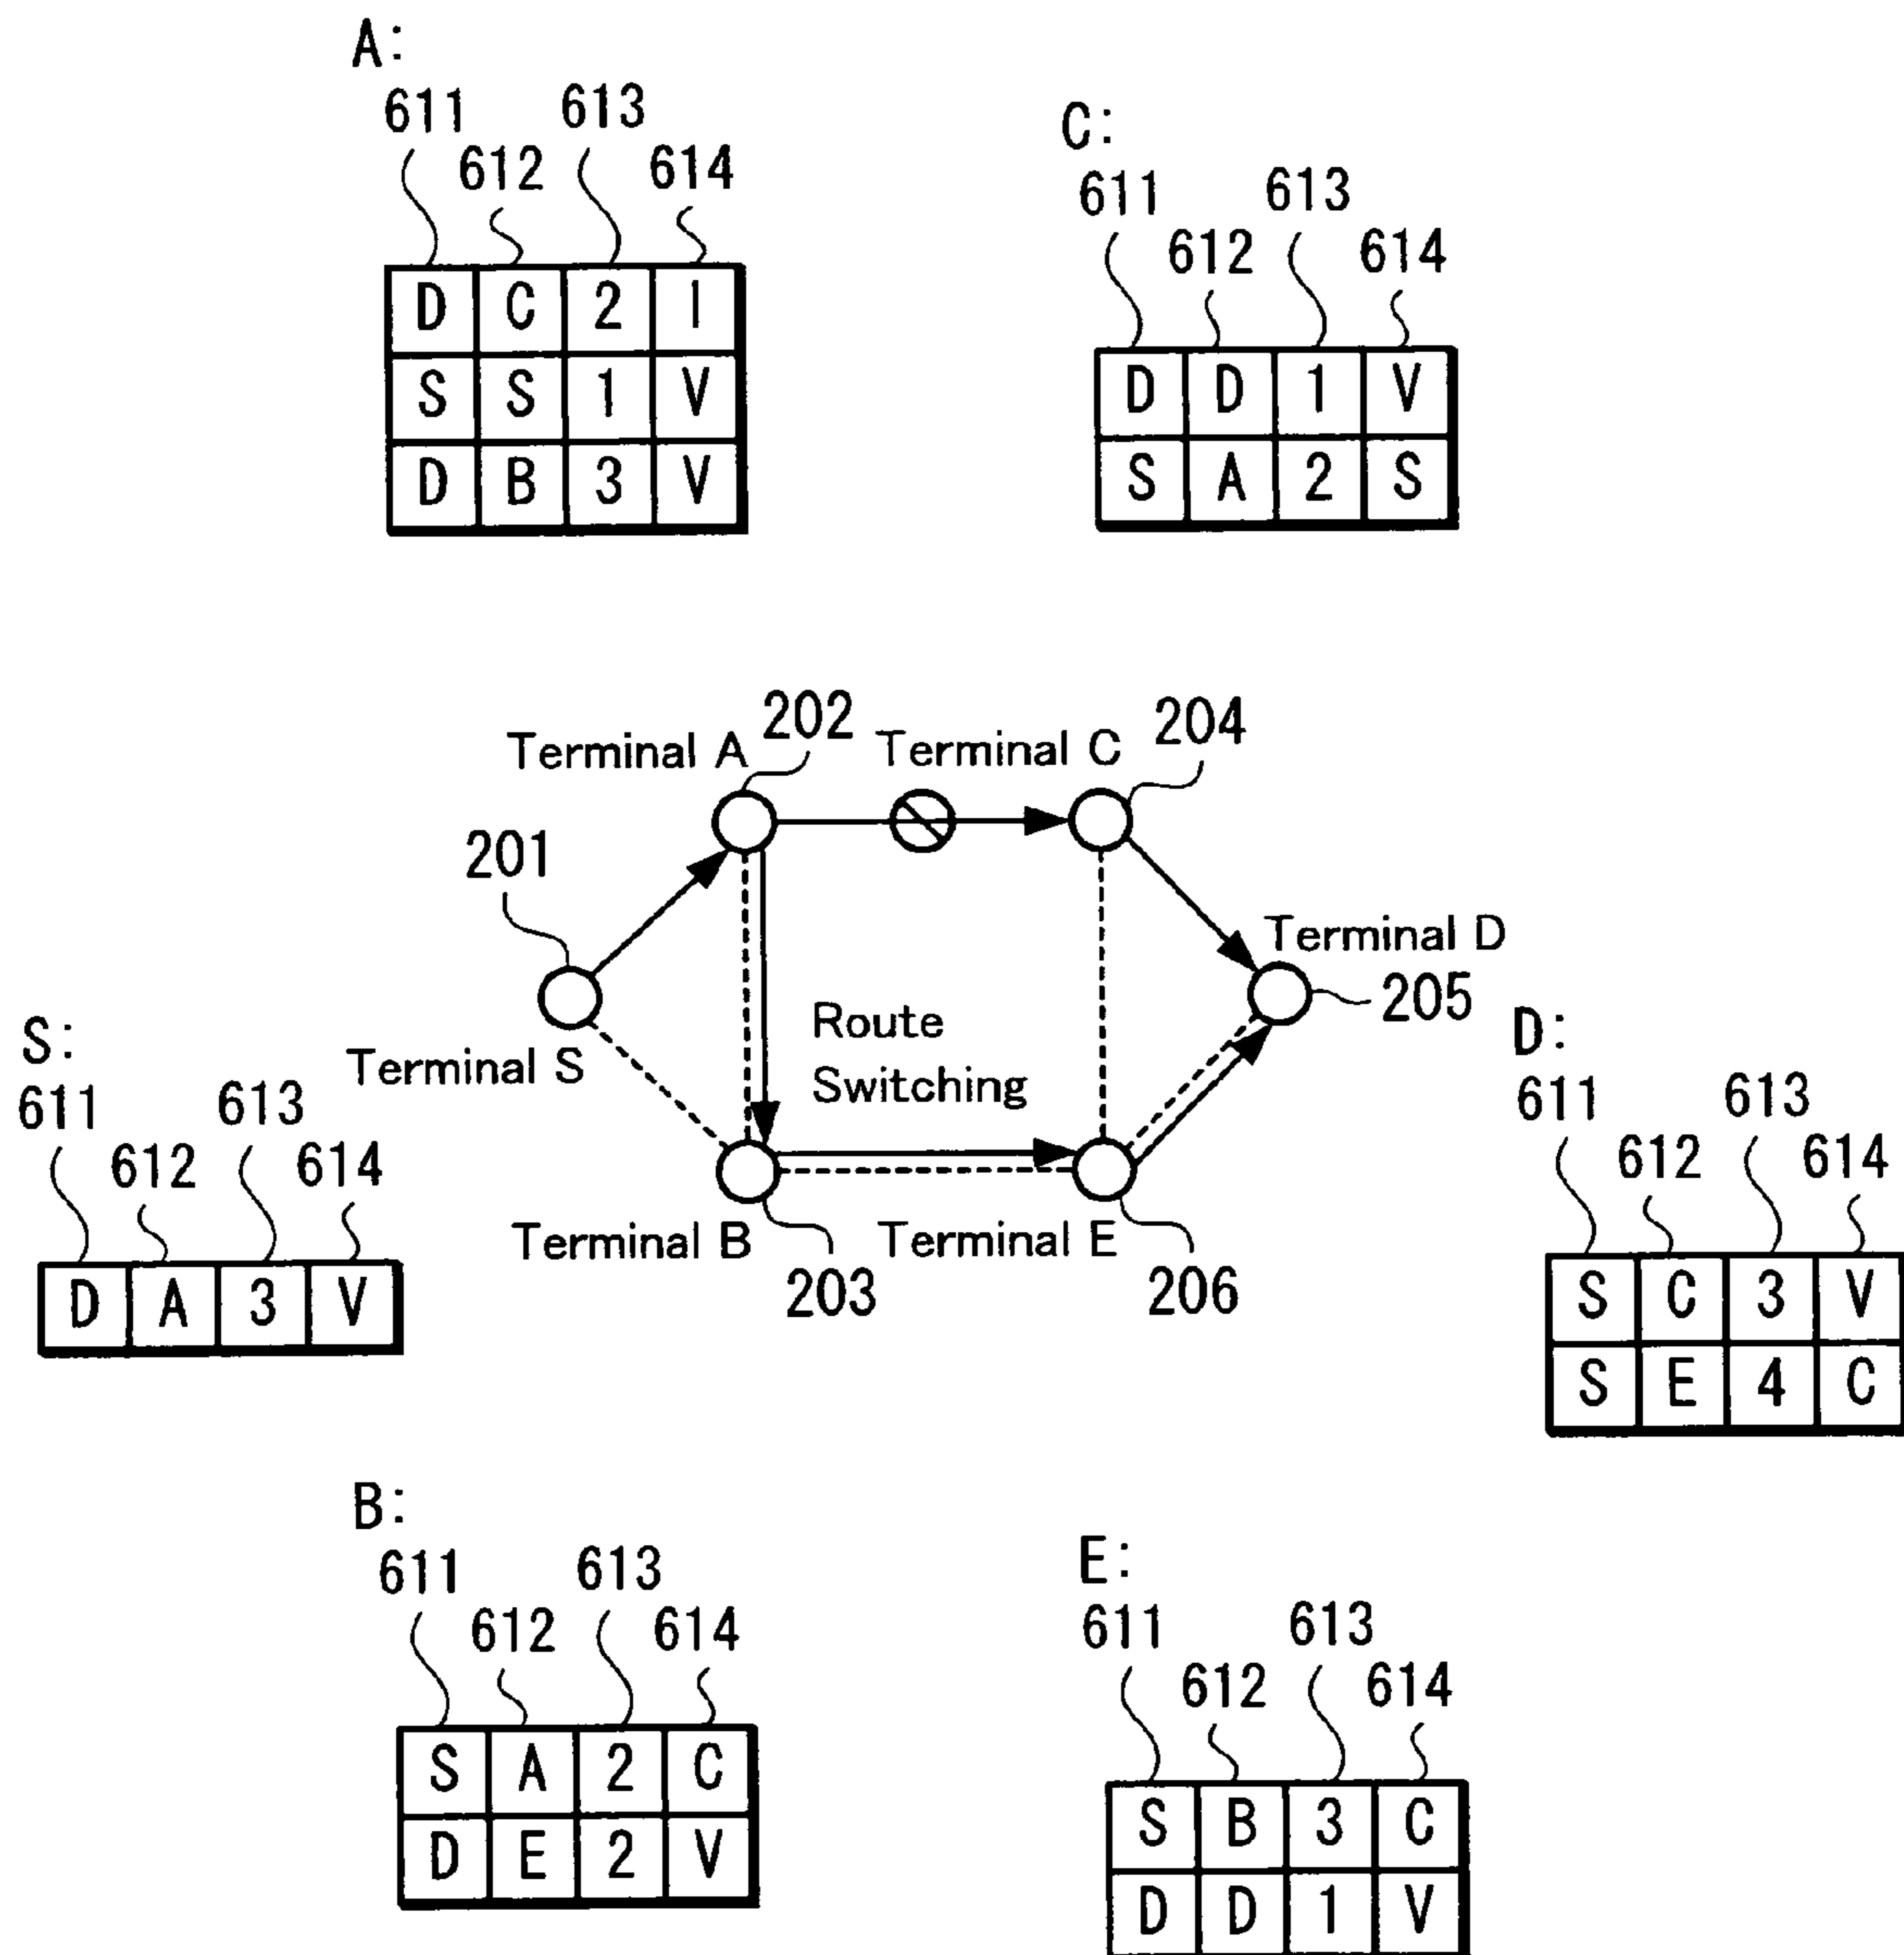 A:
611 613
612 614
D C 2 I
S S 1 V
D B 3 V
C:
611 613
612 614
D D 1 V
S A 2 S
Terminal A 202 Terminal C 204
201
Terminal D
205
Route
Switching
Terminal S
Terminal B Terminal E
203 206
S:
611 613
612 614
D A 3 V
D:
611 613
612 614
S C 3 V
S E 4 C
B:
611 613
612 614
S A 2 C
D E 2 V
E:
611 613
612 614
S B 3 C
D D 1 V